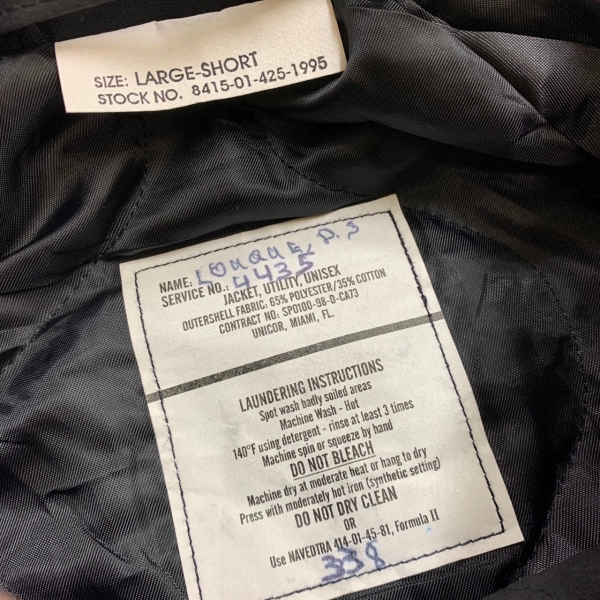 SIZE: LARGE-SHORT
STOCK NO. 8415-01-425-1995
NAME: LOUQUE, P. J
SERVICE NO.: 4435
JACKET, UTILITY, UNISEX
OUTERSHELL FABRIC: 65% POLYESTER/35% COTTON
CONTRACT NO: SPO100-98-D-CA73
UNICOR, MIAMI, FL.
LAUNDERING INSTRUCTIONS
Spot wash badly soiled areas
Machine Wash - Hot
140°F using detergent - rinse at least 3 times
Machine spin or squeeze by hand
DO NOT BLEACH
Machine dry at moderate heat or hang to dry
Press with moderately hot iron (synthetic setting)
DO NOT DRY CLEAN
OR
Use NAVEDTRA 414-01-45-81, Formula II
338